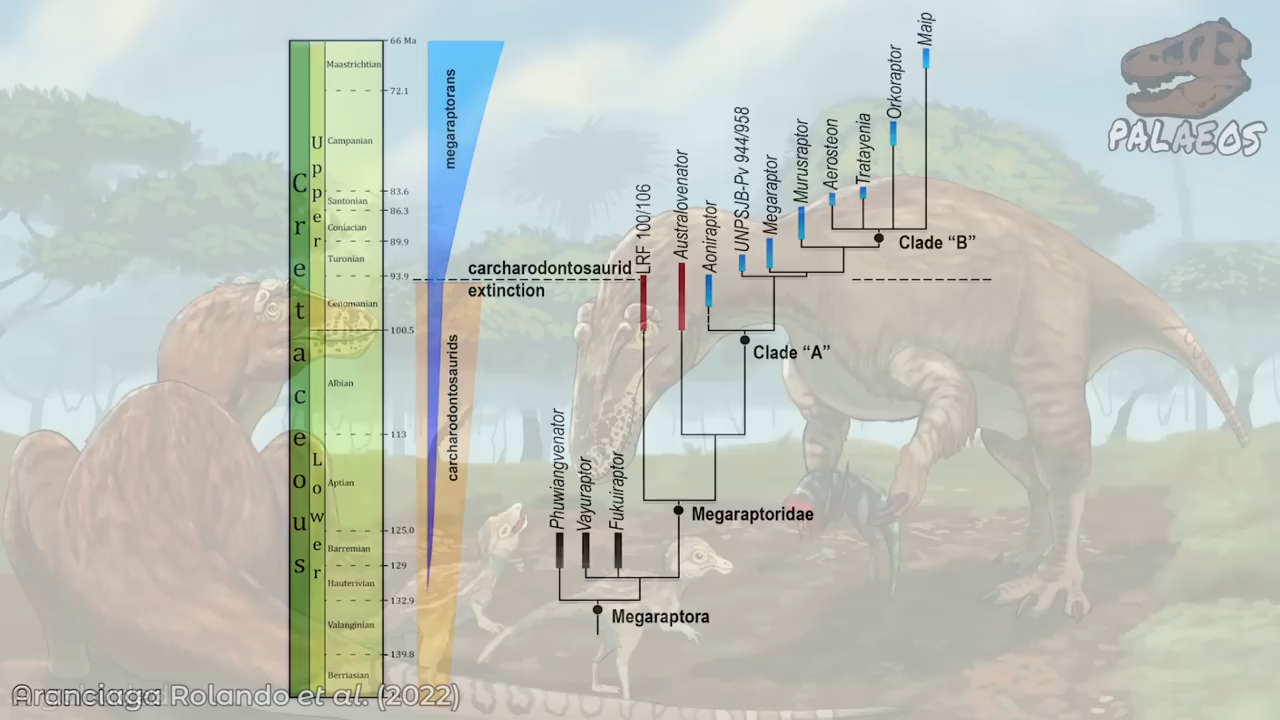 66 Ma
Maastrichtian
72.1
Campanian
83.6
Santonian
86.3
Coniacian
89.9
Turonian
93.9
Cenomanian
100.5
Albian
113
Aptian
125.0
Barremian
129
Hauterivian
132.9
Valanginian
139.8
Berriasian
Cretaceous
Upper
Lower
megaraptorans
carcharodontosaurids
carcharodontosaurid
extinction
Phuwiangvenator
Vayuraptor
Fukuiraptor
LRF 100/106
Australovenator
Aoniraptor
UNPSJB-Pv 944/958
Megaraptor
Murusraptor
Aerosteon
Tratayenia
Orkoraptor
Maip
Clade “B”
Clade “A”
Megaraptoridae
Megaraptora
PALAEOS
Aranciaga Rolando et al. (2022)